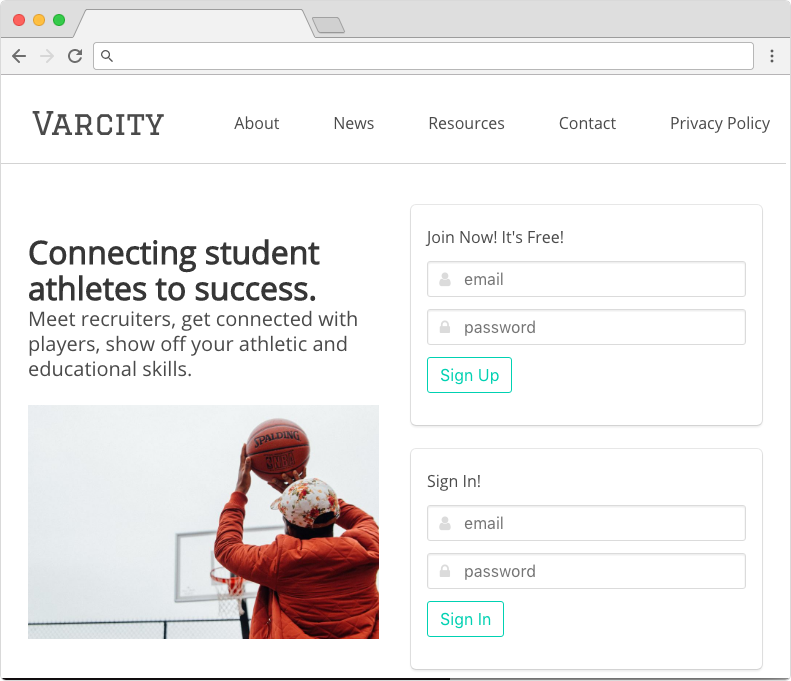 VARCITY
About
News
Resources
Contact
Privacy Policy
Connecting student
athletes to success.
Meet recruiters, get connected with
players, show off your athletic and
educational skills.
SPALDING
Join Now! It's Free!
email
password
Sign Up
Sign In!
email
password
Sign In